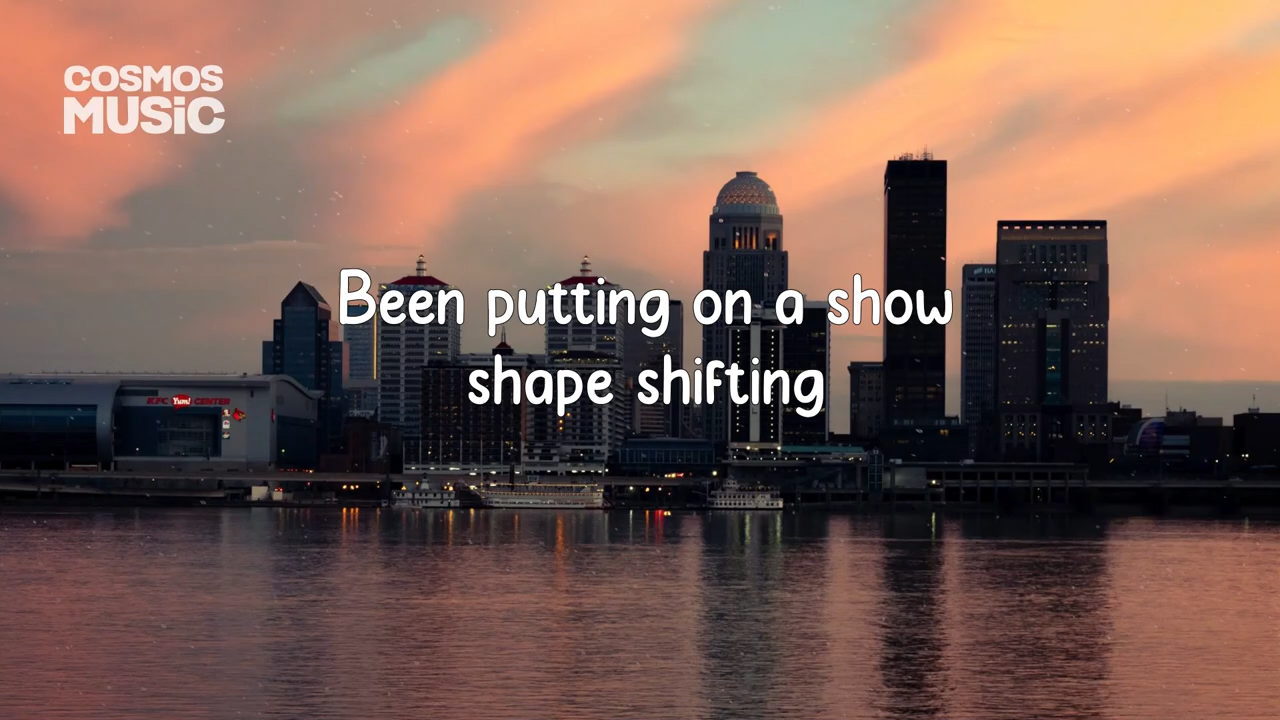 COSMOS
MUSiC
Been putting on a show
shape shifting
KFC Yum! CENTER